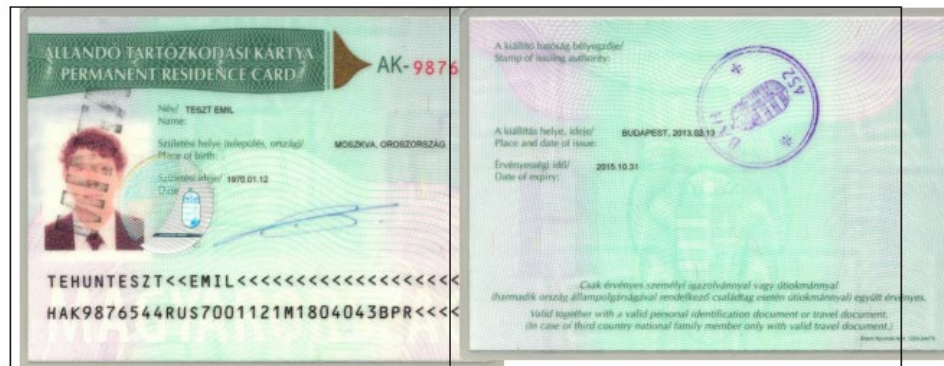 ÁLLANDÓ TARTÓZKODÁSI KÁRTYA
PERMANENT RESIDENCE CARD
AK-9876
Név/ TESZT EMIL
Name:
Születési helye (település, ország)/ MOSZKVA, OROSZORSZÁG
Place of birth:
Születési ideje/ 1970.01.12
TEHUNTESZT<<EMIL<<<<<<<<<<<<<<<<<<<<
HAK9876544RUS7001121M1804043BPR<<<<
A kiállító hatóság bélyegzője/
Stamp of issuing authority:
452
A kiállítás helye, ideje/ BUDAPEST, 2013.02.13
Place and date of issue:
Érvényességi idő/ 2015.10.31
Date of expiry:
Csak érvényes személyi igazolvánnyal vagy útiokmánnyal
(harmadik ország állampolgárságával rendelkező családtag esetén útiokmánnyal) együtt érvényes.
Valid together with a valid personal identification document or travel document.
(In case of third country national family member only with valid travel document.)